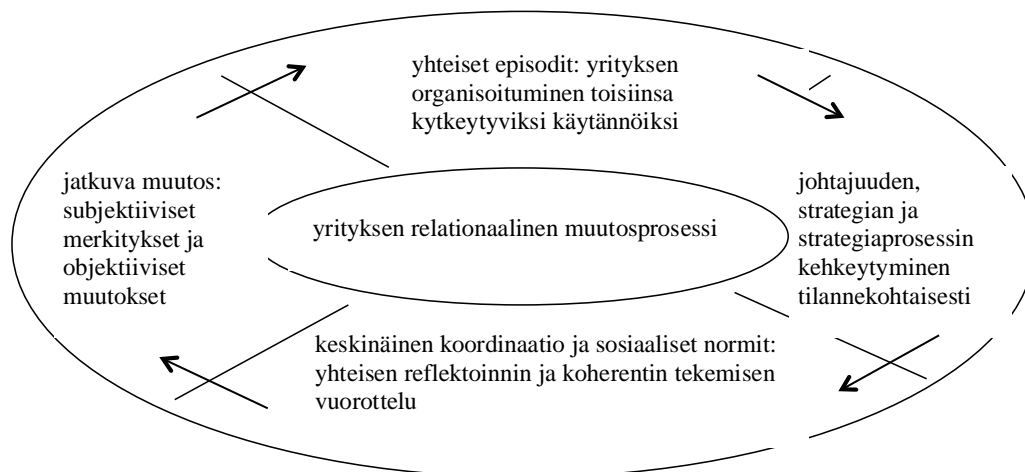 yhteiset episodit: yrityksen
organisoituminen toisiinsa
kytkeytyviksi käytännöiksi
jatkuva muutos:
subjektiiviset
merkitykset ja
objektiiviset
muutokset
yrityksen relationaalinen muutosprosessi
johtajuuden,
strategian ja
strategiaprosessin
kehkeytyminen
tilannekohtaisesti
keskinäinen koordinaatio ja sosiaaliset normit:
yhteisen reflektoinnin ja koherentin tekemisen
vuorottelu